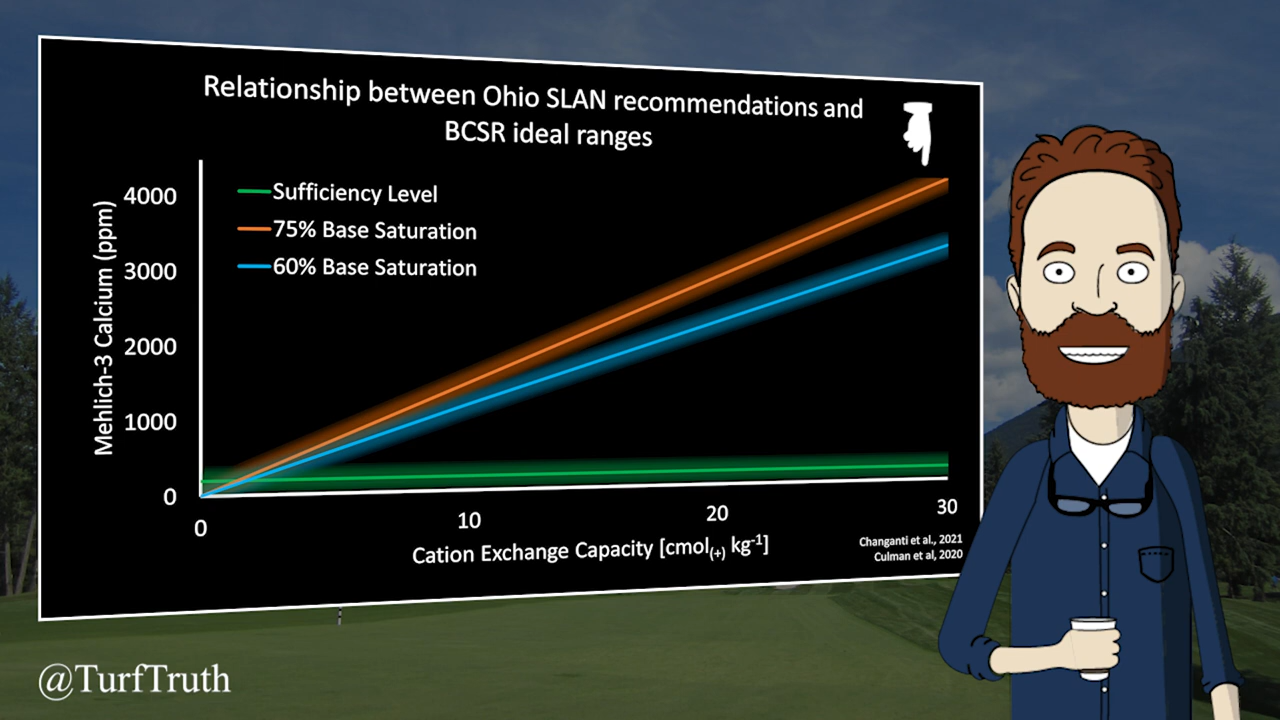 Relationship between Ohio SLAN recommendations and
BCSR ideal ranges
Sufficiency Level
75% Base Saturation
60% Base Saturation
Mehlich-3 Calcium (ppm)
4000
3000
2000
1000
0
0
10
20
30
Cation Exchange Capacity [cmol(+) kg-1]
Changanti et al., 2021
Culman et al, 2020
@TurfTruth